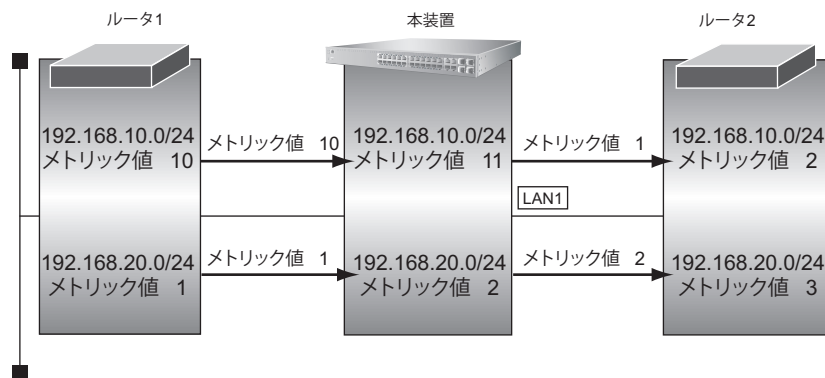 ルータ1
本装置
ルータ2
192.168.10.0/24
メトリック値 10
メトリック値 10
192.168.10.0/24
メトリック値 11
メトリック値 1
192.168.10.0/24
メトリック値 2
LAN1
192.168.20.0/24
メトリック値 1
メトリック値 1
192.168.20.0/24
メトリック値 2
メトリック値 2
192.168.20.0/24
メトリック値 3